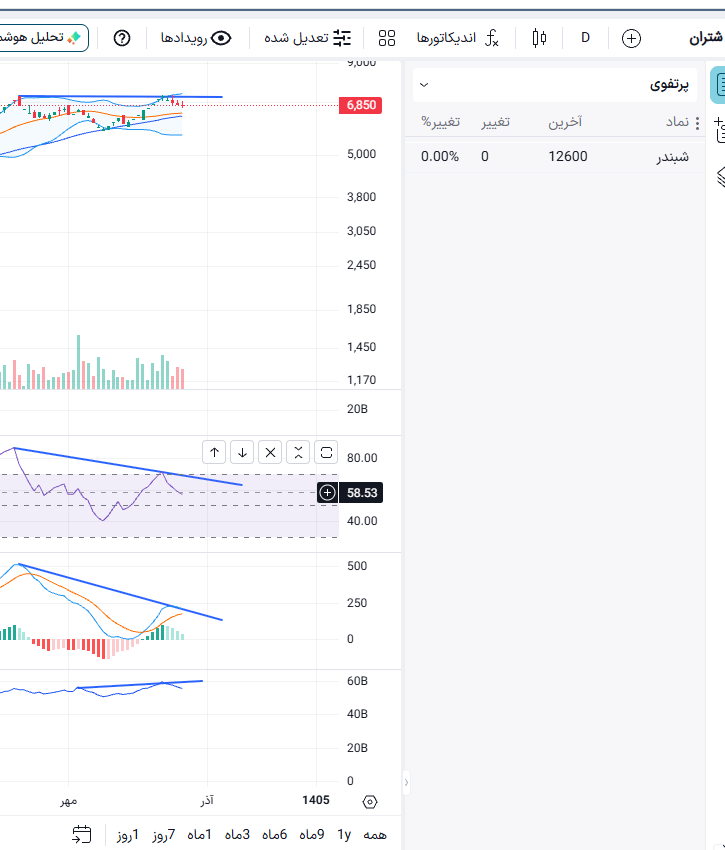 شتران
D
اندیکاتورها
تعدیل شده
رویدادها
تحلیل هوشم
پرتفوی
نماد آخرین تغییر تغییر%
شبندر 12600 0 0.00%
9,000
6,850
5,000
3,800
3,050
2,450
1,850
1,450
1,170
20B
80.00
58.53
40.00
500
250
0
60B
40B
20B
0
مهر آذر 1405
همه 1y 9ماه 6ماه 3ماه 1ماه 7روز 1روز